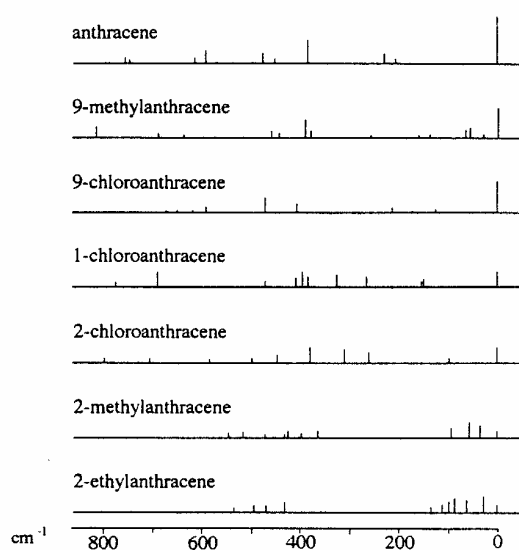 anthracene
9-methylanthracene
9-chloroanthracene
1-chloroanthracene
2-chloroanthracene
2-methylanthracene
2-ethylanthracene
cm⁻¹ 800 600 400 200 0